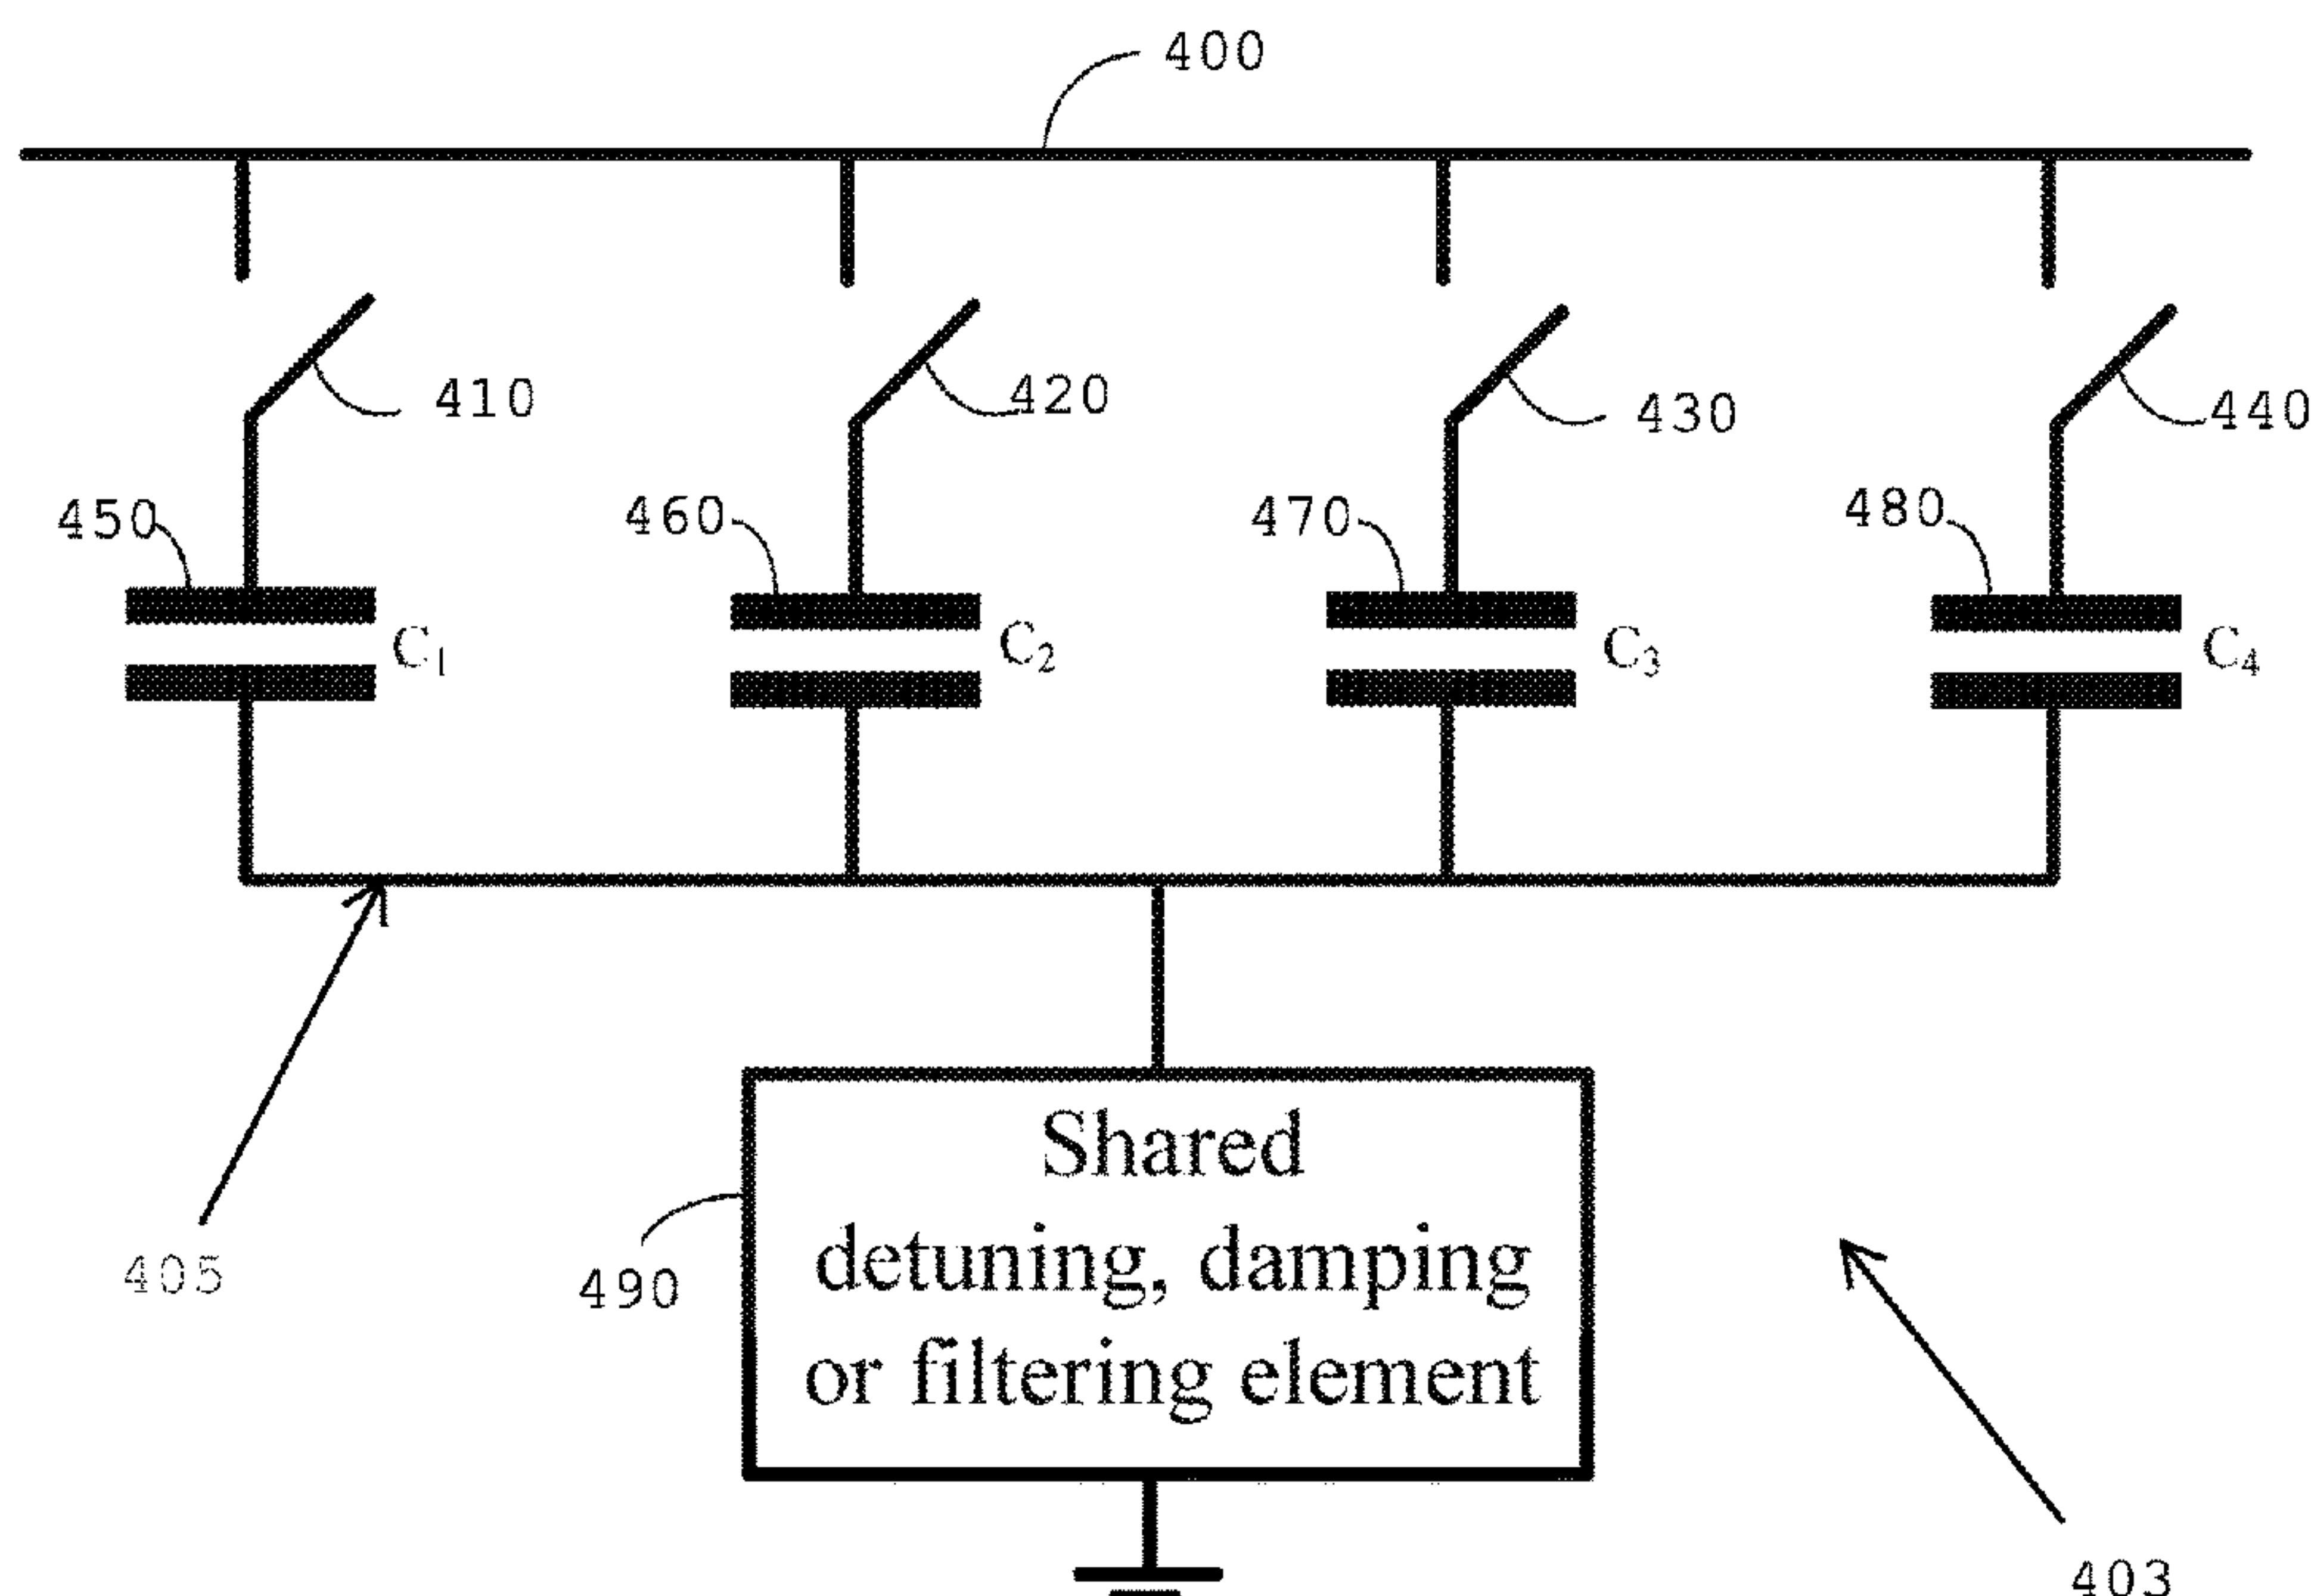 400
410
420
430
440
450
460
470
480
C₁
C₂
C₃
C₄
Shared
detuning, damping
or filtering element
405
490
403